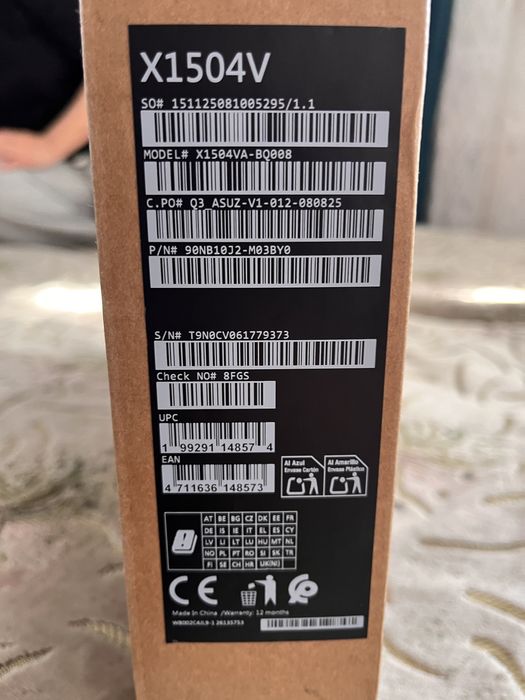 X1504V
SO# 151125081005295/1.1
MODEL# X1504VA-BQ008
C.PO# Q3_ASUZ-V1-012-080825
P/N# 90NB10J2-M03BY0
S/N# T9N0CV061779373
Check NO# 8FGS
UPC
1 99291 14857 4
EAN
4 711636 148573
Al Azul
Envase Cartón
Al Amarillo
Envase Plástico
AT BE BG CZ DK EE FR
DE IS IE IT EL ES CY
LV LI LT LU HU MT NL
NO PL PT RO SI SK TR
FI SE CH HR UK(NI)
CE
Made In China /Warranty: 12 months